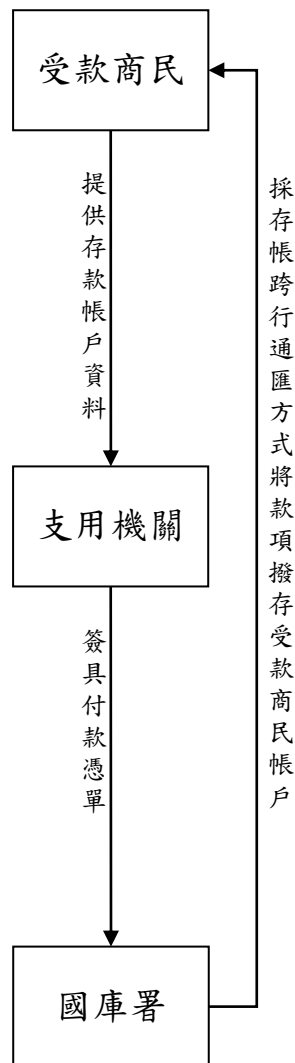 受款商民
提供存款帳戶資料
採存帳跨行通匯方式將款項撥存受款商民帳戶
支用機關
簽具付款憑單
國庫署